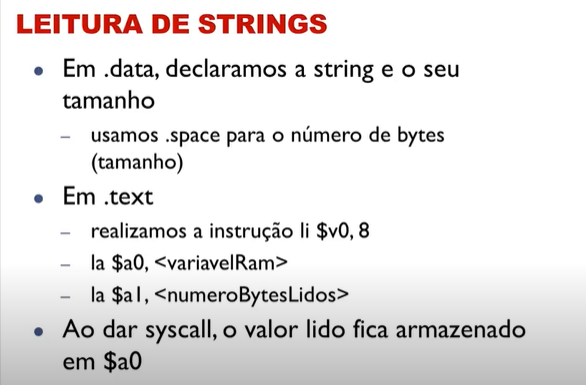 LEITURA DE STRINGS
• Em .data, declaramos a string e o seu
tamanho
– usamos .space para o número de bytes
(tamanho)
• Em .text
– realizamos a instrução li $v0, 8
– la $a0, <variavelRam>
– la $a1, <numeroBytesLidos>
• Ao dar syscall, o valor lido fica armazenado
em $a0